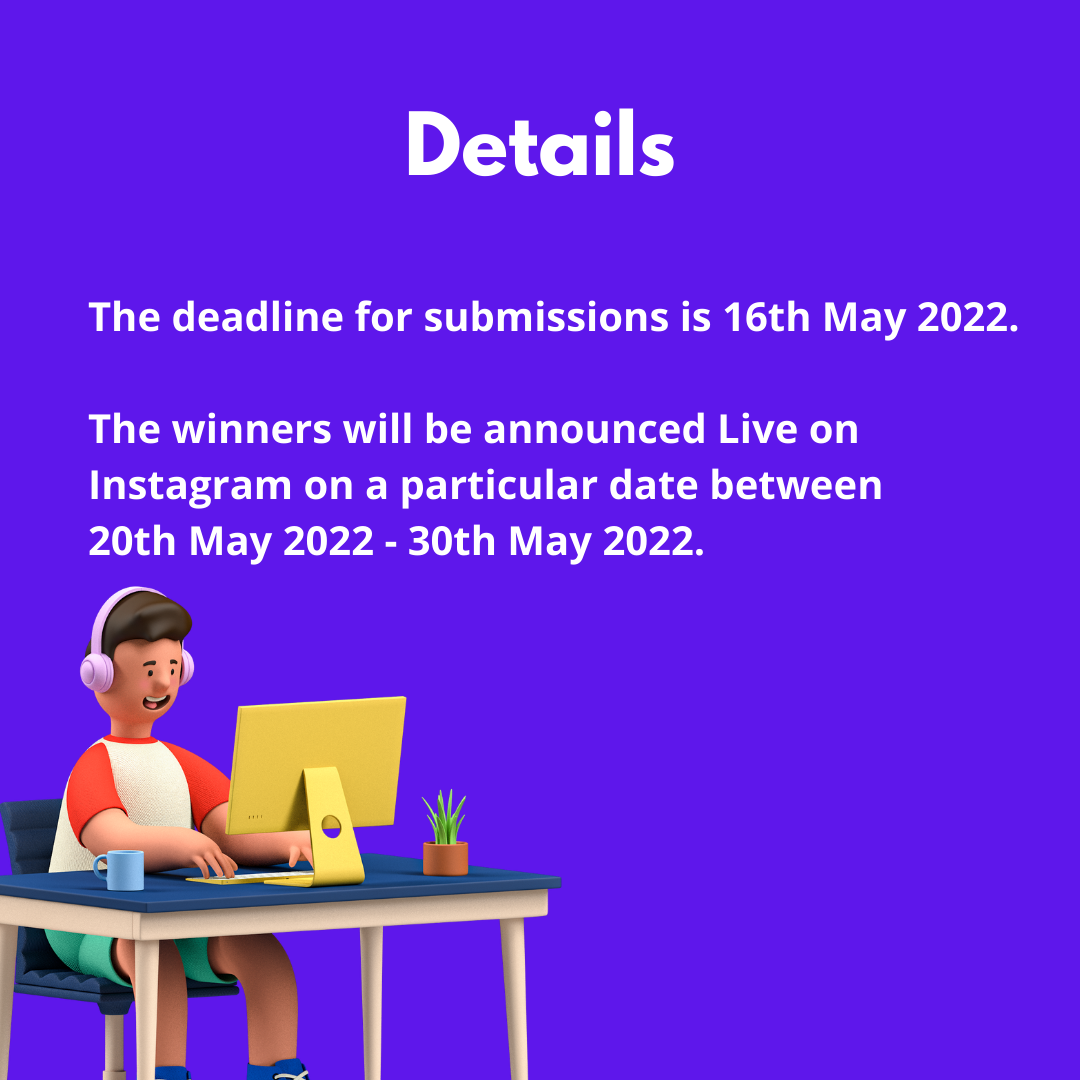 Details
The deadline for submissions is 16th May 2022.
The winners will be announced Live on
Instagram on a particular date between
20th May 2022 - 30th May 2022.